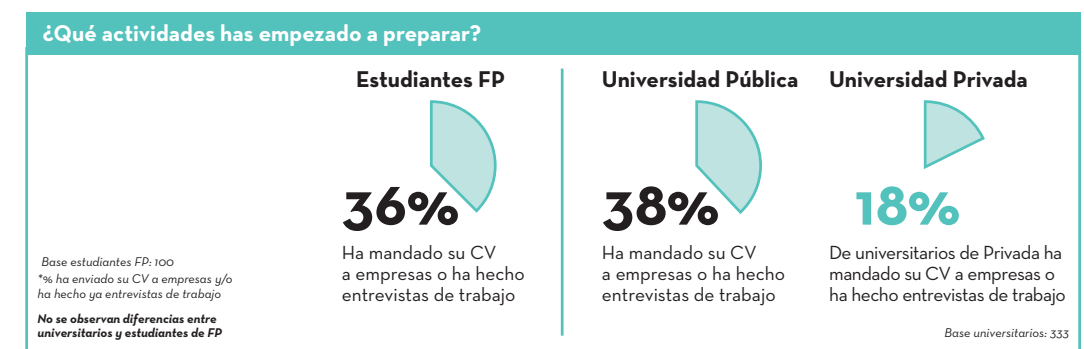 ¿Qué actividades has empezado a preparar?
Estudiantes FP
36%
Ha mandado su CV
a empresas o ha hecho
entrevistas de trabajo
Universidad Pública
38%
Ha mandado su CV
a empresas o ha hecho
entrevistas de trabajo
Universidad Privada
18%
De universitarios de Privada ha
mandado su CV a empresas o
ha hecho entrevistas de trabajo
Base estudiantes FP: 100
*% ha enviado su CV a empresas y/o
ha hecho ya entrevistas de trabajo
No se observan diferencias entre
universitarios y estudiantes de FP
Base universitarios: 333